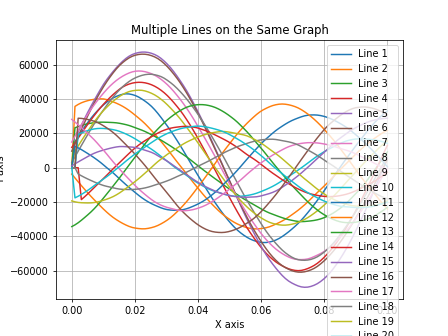 Multiple Lines on the Same Graph
60000
40000
20000
0
−20000
−40000
−60000
0.00
0.02
0.04
0.06
0.08
X axis
Line 1
Line 2
Line 3
Line 4
Line 5
Line 6
Line 7
Line 8
Line 9
Line 10
Line 11
Line 12
Line 13
Line 14
Line 15
Line 16
Line 17
Line 18
Line 19
Line 20